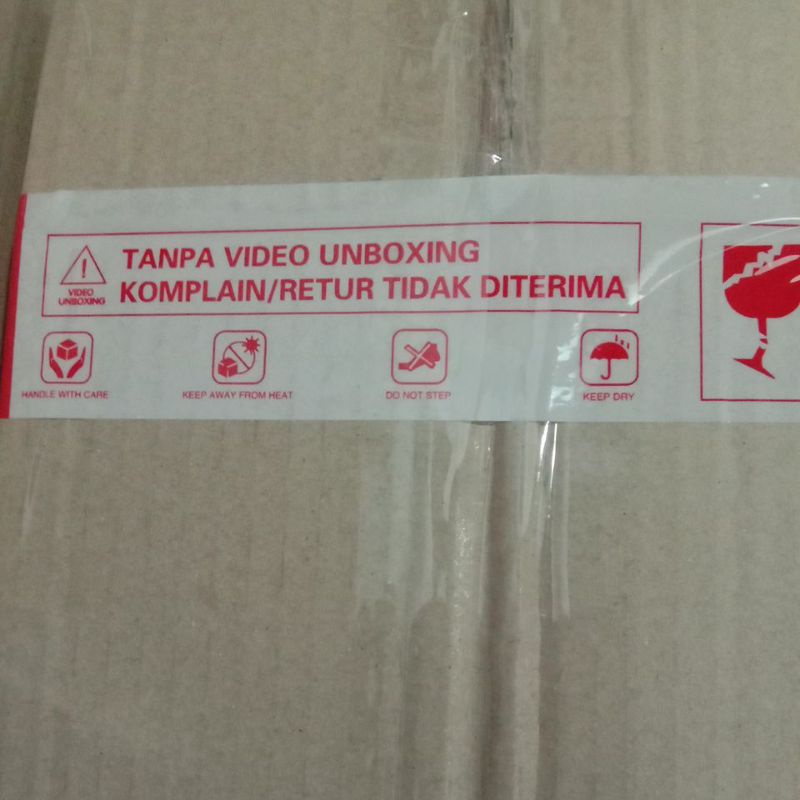 TANPA VIDEO UNBOXING
KOMPLAIN/RETUR TIDAK DITERIMA
VIDEO
UNBOXING
HANDLE WITH CARE
KEEP AWAY FROM HEAT
DO NOT STEP
KEEP DRY